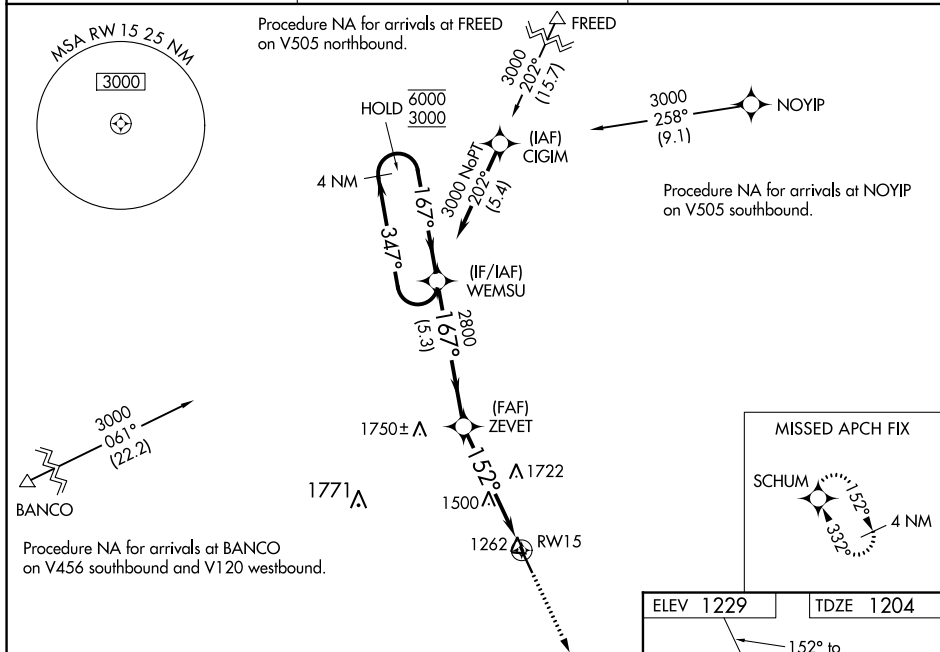 MSA RW 15 25 NM
3000
Procedure NA for arrivals at FREED
on V505 northbound.
FREED
3000
202°
(15.7)
HOLD
6000
3000
4 NM
(IAF)
CIGIM
3000 NoPT
202°
(5.4)
3000
258°
(9.1)
NOYIP
Procedure NA for arrivals at NOYIP
on V505 southbound.
167°
347°
(IF/IAF)
WEMSU
2800
167°
(5.3)
3000
061°
(22.2)
BANCO
Procedure NA for arrivals at BANCO
on V456 southbound and V120 westbound.
(FAF)
ZEVET
1750±
152°
1722
1771
1500
1262
RW15
MISSED APCH FIX
SCHUM
152°
332°
4 NM
ELEV 1229
TDZE 1204
152° to